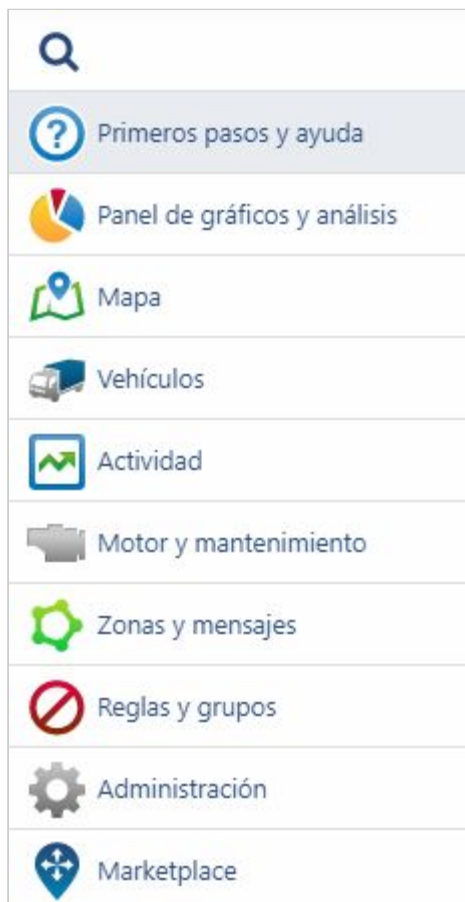 Primeros pasos y ayuda
Panel de gráficos y análisis
Mapa
Vehículos
Actividad
Motor y mantenimiento
Zonas y mensajes
Reglas y grupos
Administración
Marketplace